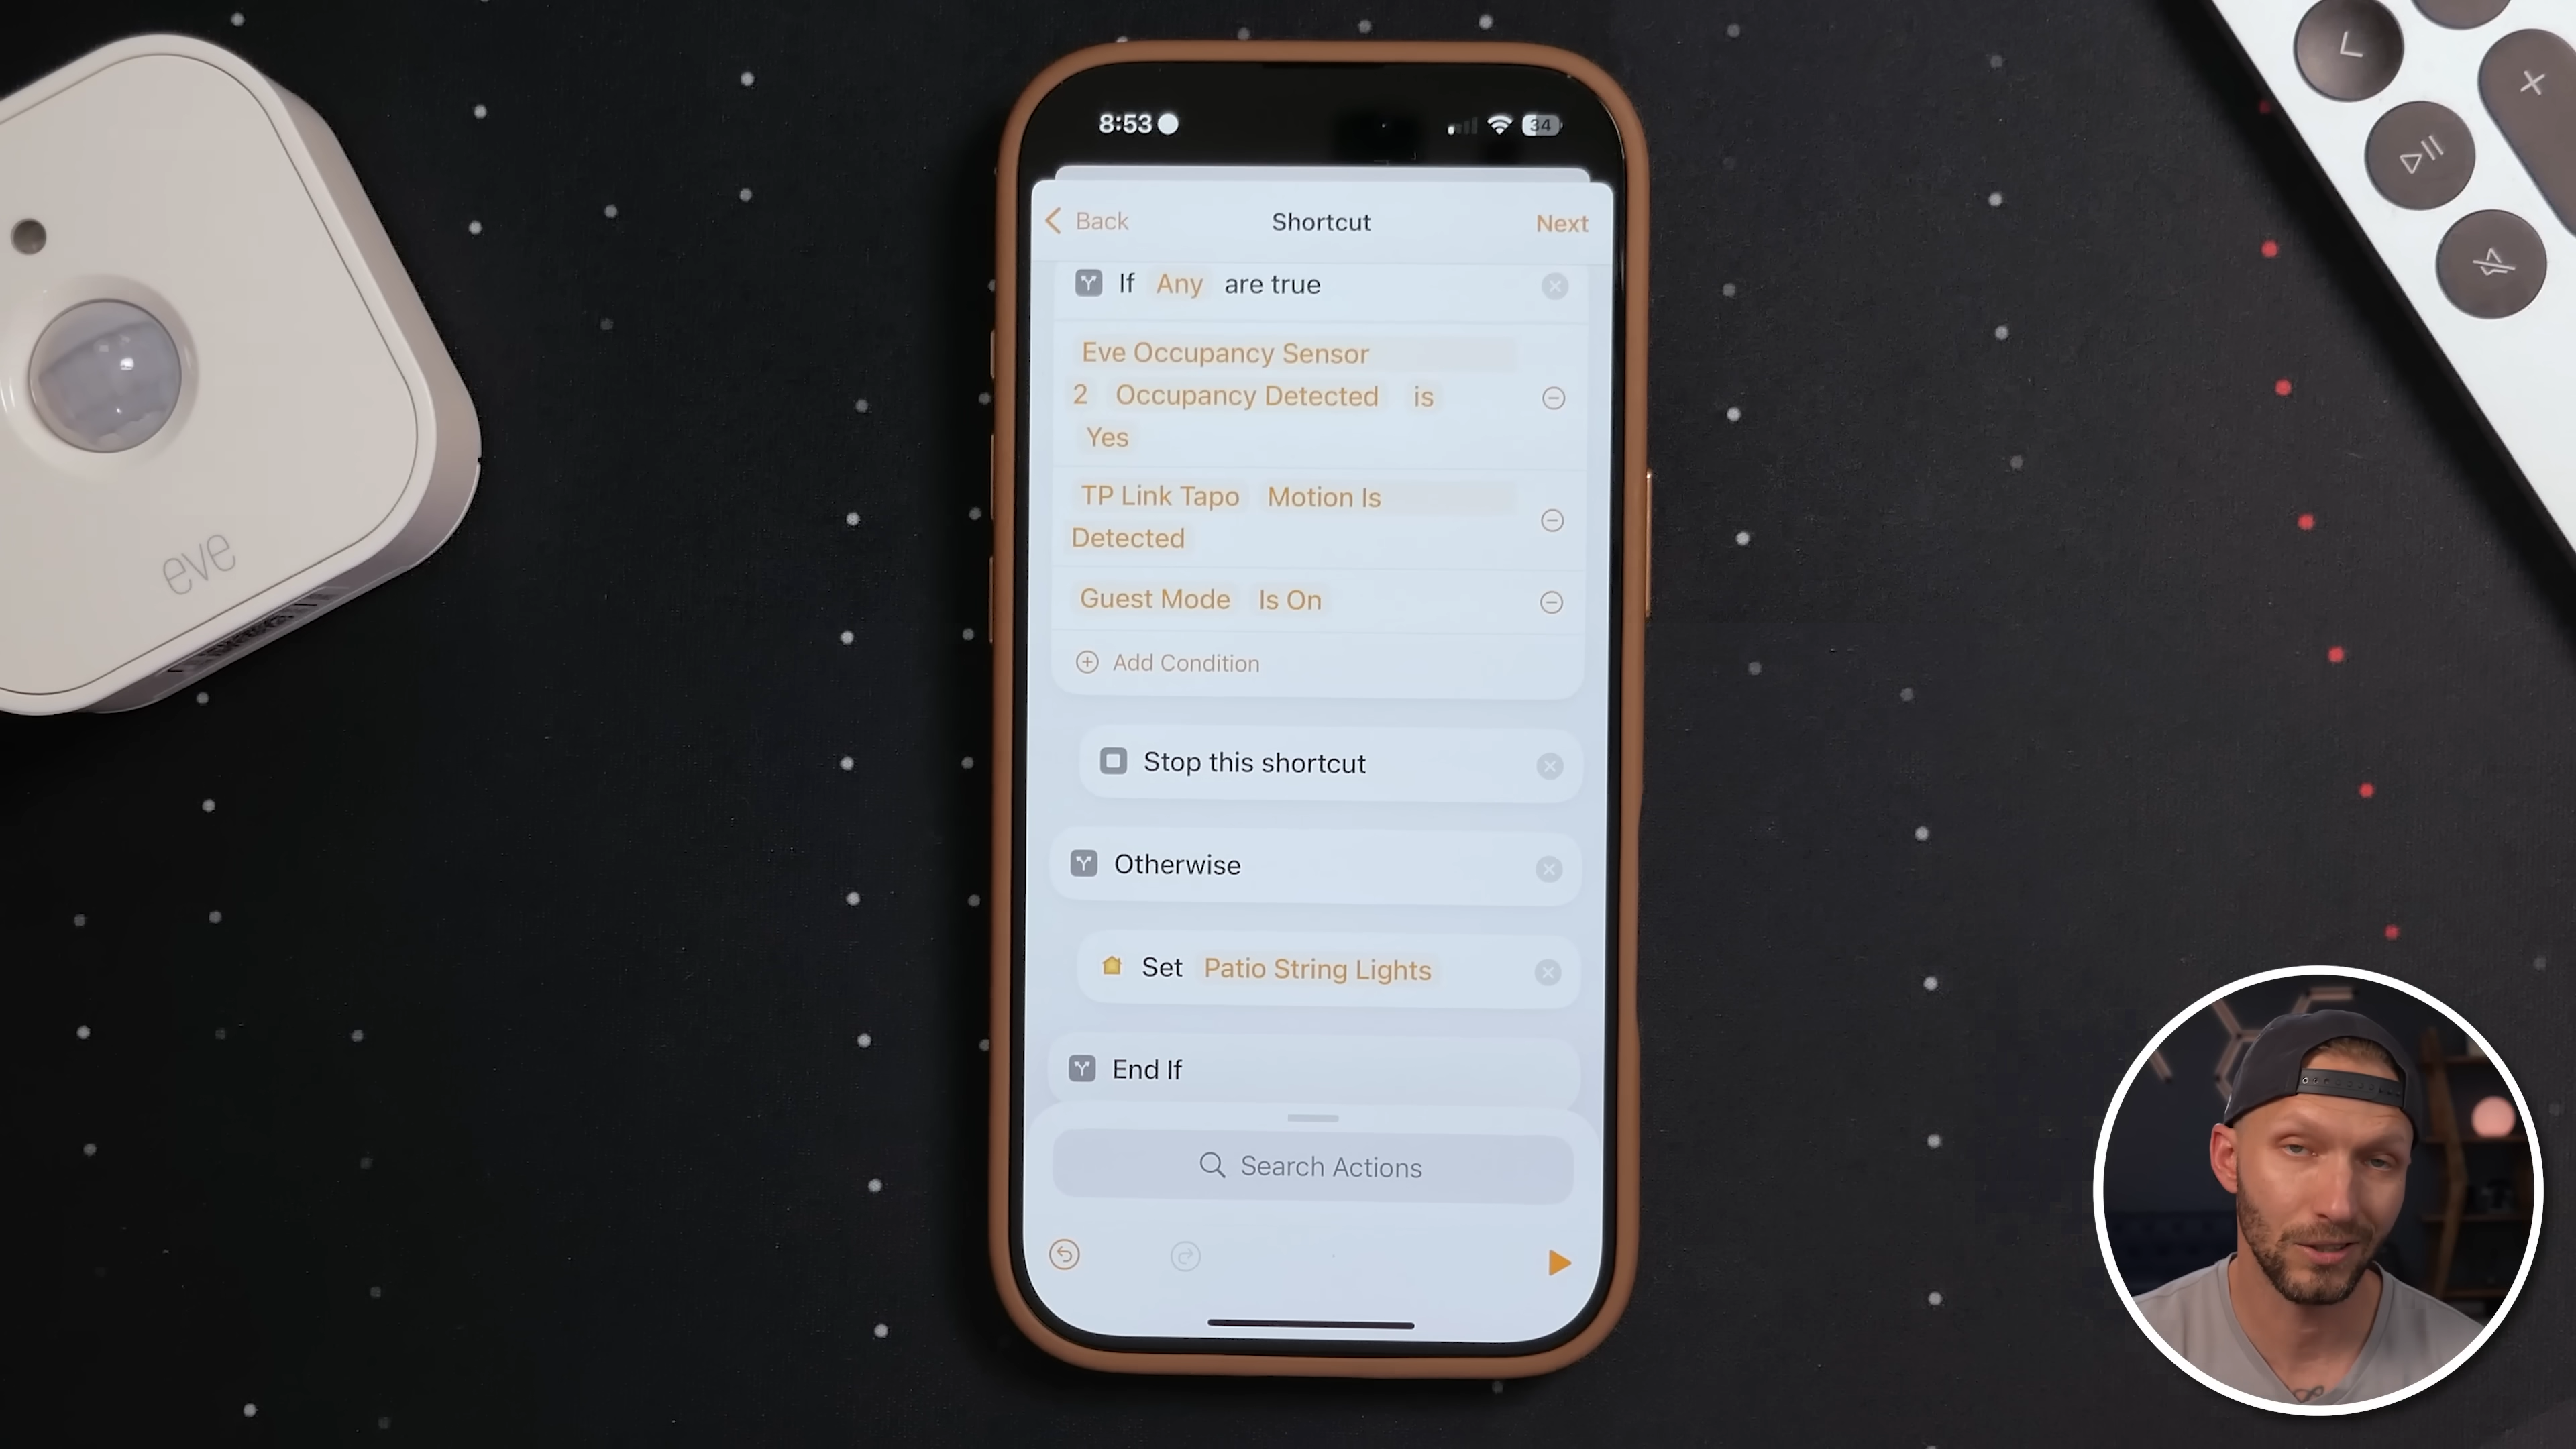 8:53
34
Back
Shortcut
Next
If Any are true
Eve Occupancy Sensor
2 Occupancy Detected is
Yes
TP Link Tapo Motion Is
Detected
Guest Mode Is On
Add Condition
Stop this shortcut
Otherwise
Set Patio String Lights
End If
Search Actions
eve